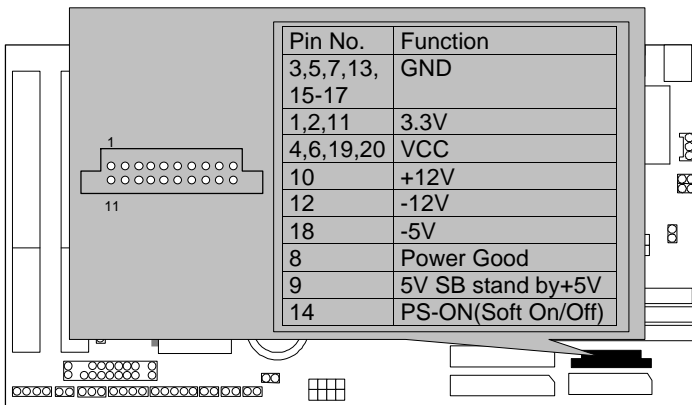 Pin No. Function
3,5,7,13, GND
15-17
1,2,11 3.3V
4,6,19,20 VCC
10 +12V
12 -12V
18 -5V
8 Power Good
9 5V SB stand by+5V
14 PS-ON(Soft On/Off)
1
11